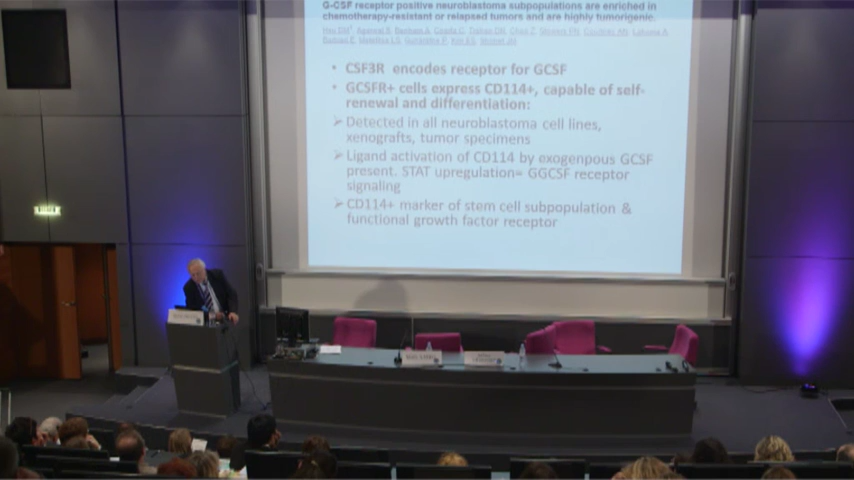 G-CSF receptor positive neuroblastoma subpopulations are enriched in
chemotherapy-resistant or relapsed tumors and are highly tumorigenic.
• CSF3R encodes receptor for GCSF
• GCSFR+ cells express CD114+, capable of self-
renewal and differentiation:
➢ Detected in all neuroblastoma cell lines,
xenografts, tumor specimens
➢ Ligand activation of CD114 by exogenpous GCSF
present. STAT upregulation= GGCSF receptor
signaling
➢ CD114+ marker of stem cell subpopulation &
functional growth factor receptor